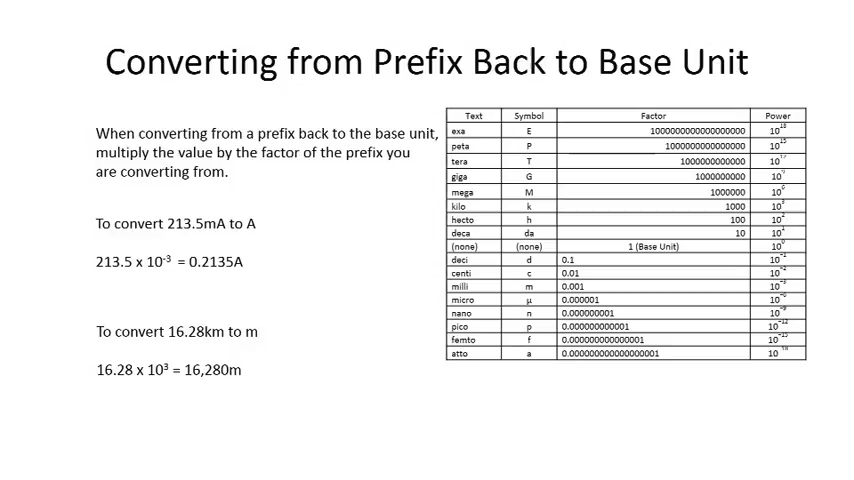 Converting from Prefix Back to Base Unit
When converting from a prefix back to the base unit,
multiply the value by the factor of the prefix you
are converting from.
To convert 213.5mA to A
213.5 x 10⁻³ = 0.2135A
To convert 16.28km to m
16.28 x 10³ = 16,280m
Text Symbol Factor Power
exa E 1000000000000000000 10¹⁸
peta P 1000000000000000 10¹⁵
tera T 1000000000000 10¹²
giga G 1000000000 10⁹
mega M 1000000 10⁶
kilo k 1000 10³
hecto h 100 10²
deca da 10 10¹
(none) (none) 1 (Base Unit) 10⁰
deci d 0.1 10⁻¹
centi c 0.01 10⁻²
milli m 0.001 10⁻³
micro μ 0.000001 10⁻⁶
nano n 0.000000001 10⁻⁹
pico p 0.000000000001 10⁻¹²
femto f 0.000000000000001 10⁻¹⁵
atto a 0.000000000000000001 10⁻¹⁸